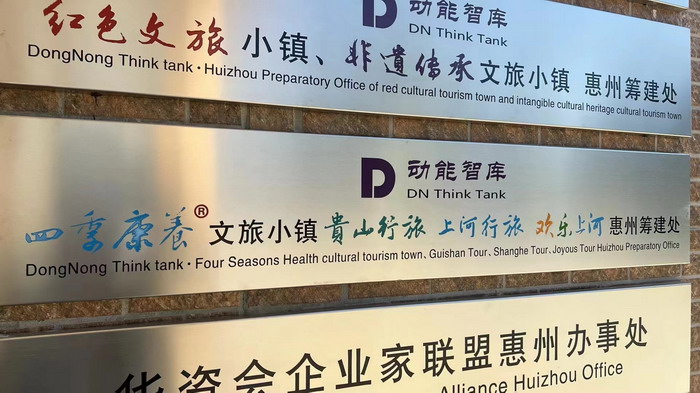 D 动能智库
DN Think Tank
红色文旅小镇、非遗传承文旅小镇 惠州筹建处
DongNong Think tank · Huizhou Preparatory Office of red cultural tourism town and intangible cultural heritage cultural tourism town
D 动能智库
DN Think Tank
四季康养®文旅小镇 貴山行旅 上河行旅 欢乐上河 惠州筹建处
DongNong Think tank · Four Seasons Health cultural tourism town、Guishan Tour、Shanghe Tour、Joyous Tour Huizhou Preparatory Office
华资会企业家联盟惠州办事处
Alliance Huizhou Office